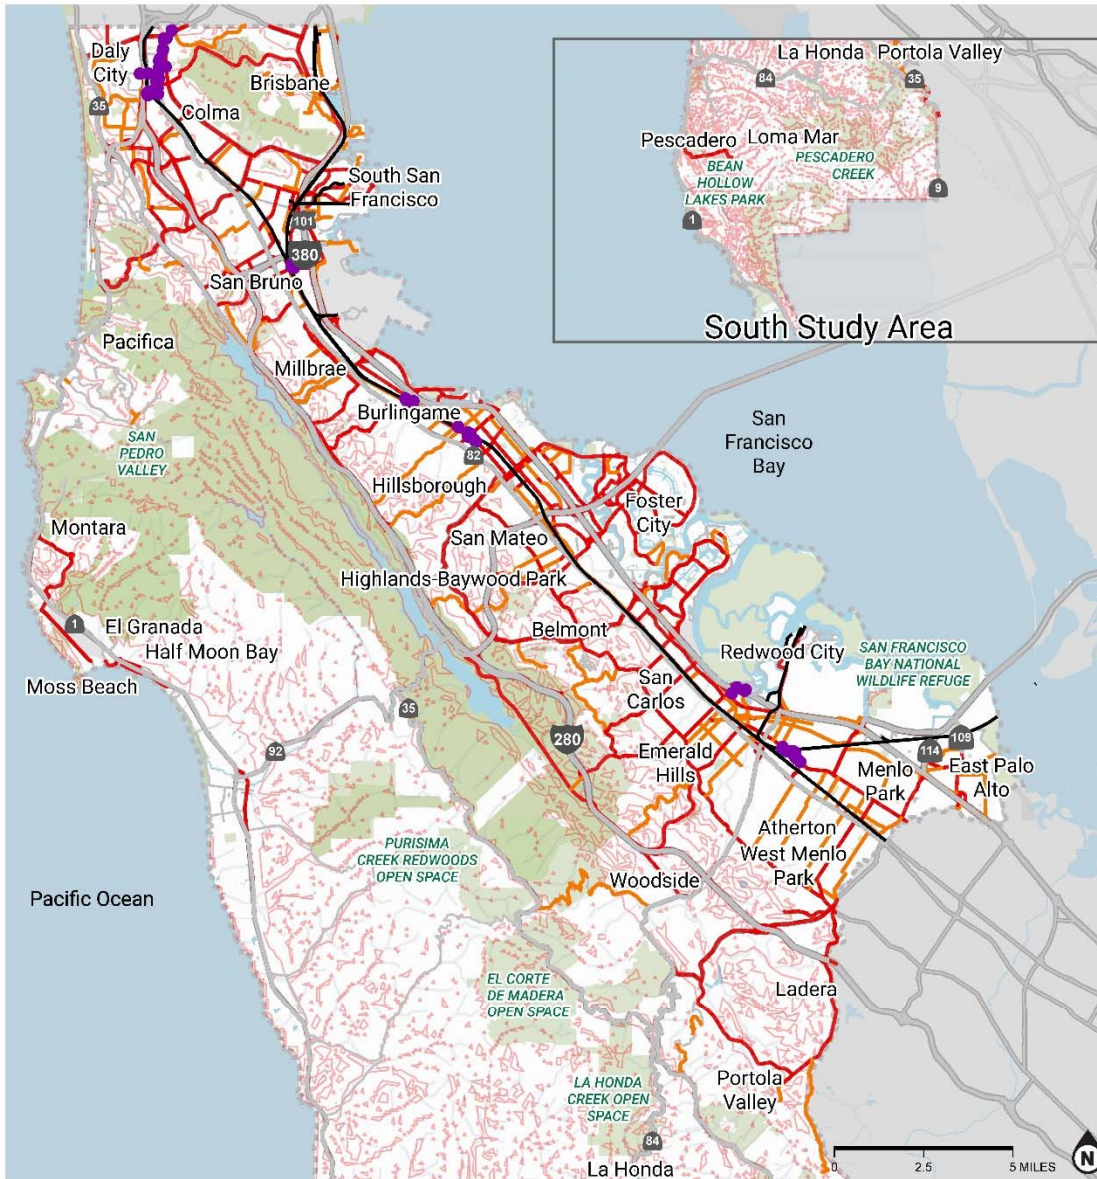 Daly
City
Brisbane
35
Colma
South San
Francisco
101
380
San Bruno
Pacifica
Millbrae
Burlingame
82
SAN
PEDRO
VALLEY
Hillsborough
San
Francisco
Bay
Foster
City
Montara
San Mateo
Highlands-Baywood Park
1
El Granada
Half Moon Bay
Belmont
Redwood City
SAN FRANCISCO
BAY NATIONAL
WILDLIFE REFUGE
Moss Beach
San
Carlos
35
92
280
109
114
Emerald
Hills
Menlo
Park
East Palo
Alto
Atherton
West Menlo
Park
PURISIMA
CREEK REDWOODS
OPEN SPACE
Woodside
Pacific Ocean
EL CORTE
DE MADERA
OPEN SPACE
Ladera
LA HONDA
CREEK OPEN
SPACE
Portola
Valley
84
La Honda
0 2.5 5 MILES
N
La Honda Portola Valley
84
35
Pescadero
Loma Mar
BEAN
HOLLOW
LAKES PARK
PESCADERO
CREEK
9
1
South Study Area